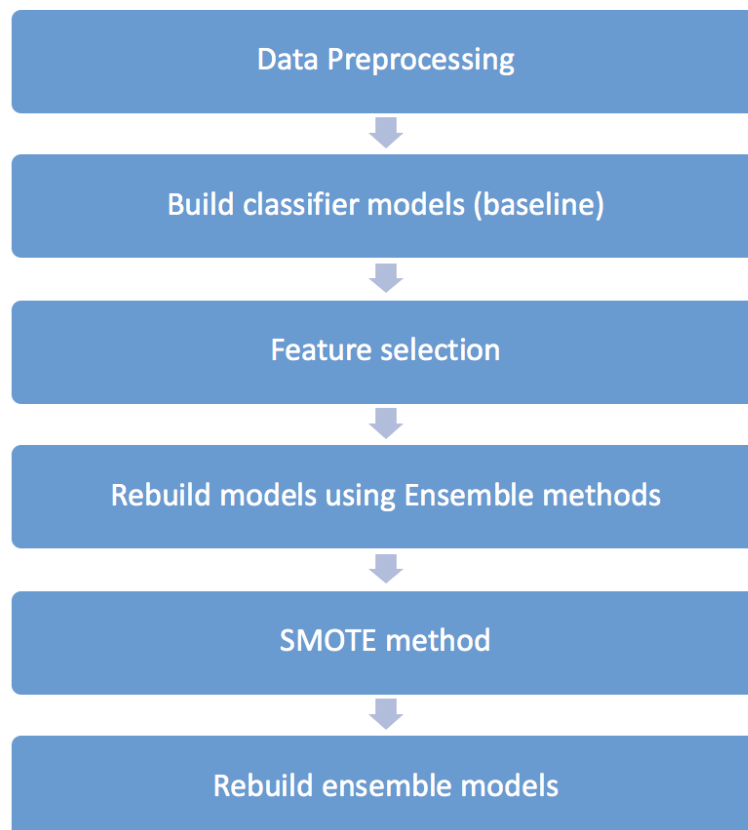 Data Preprocessing
Build classifier models (baseline)
Feature selection
Rebuild models using Ensemble methods
SMOTE method
Rebuild ensemble models